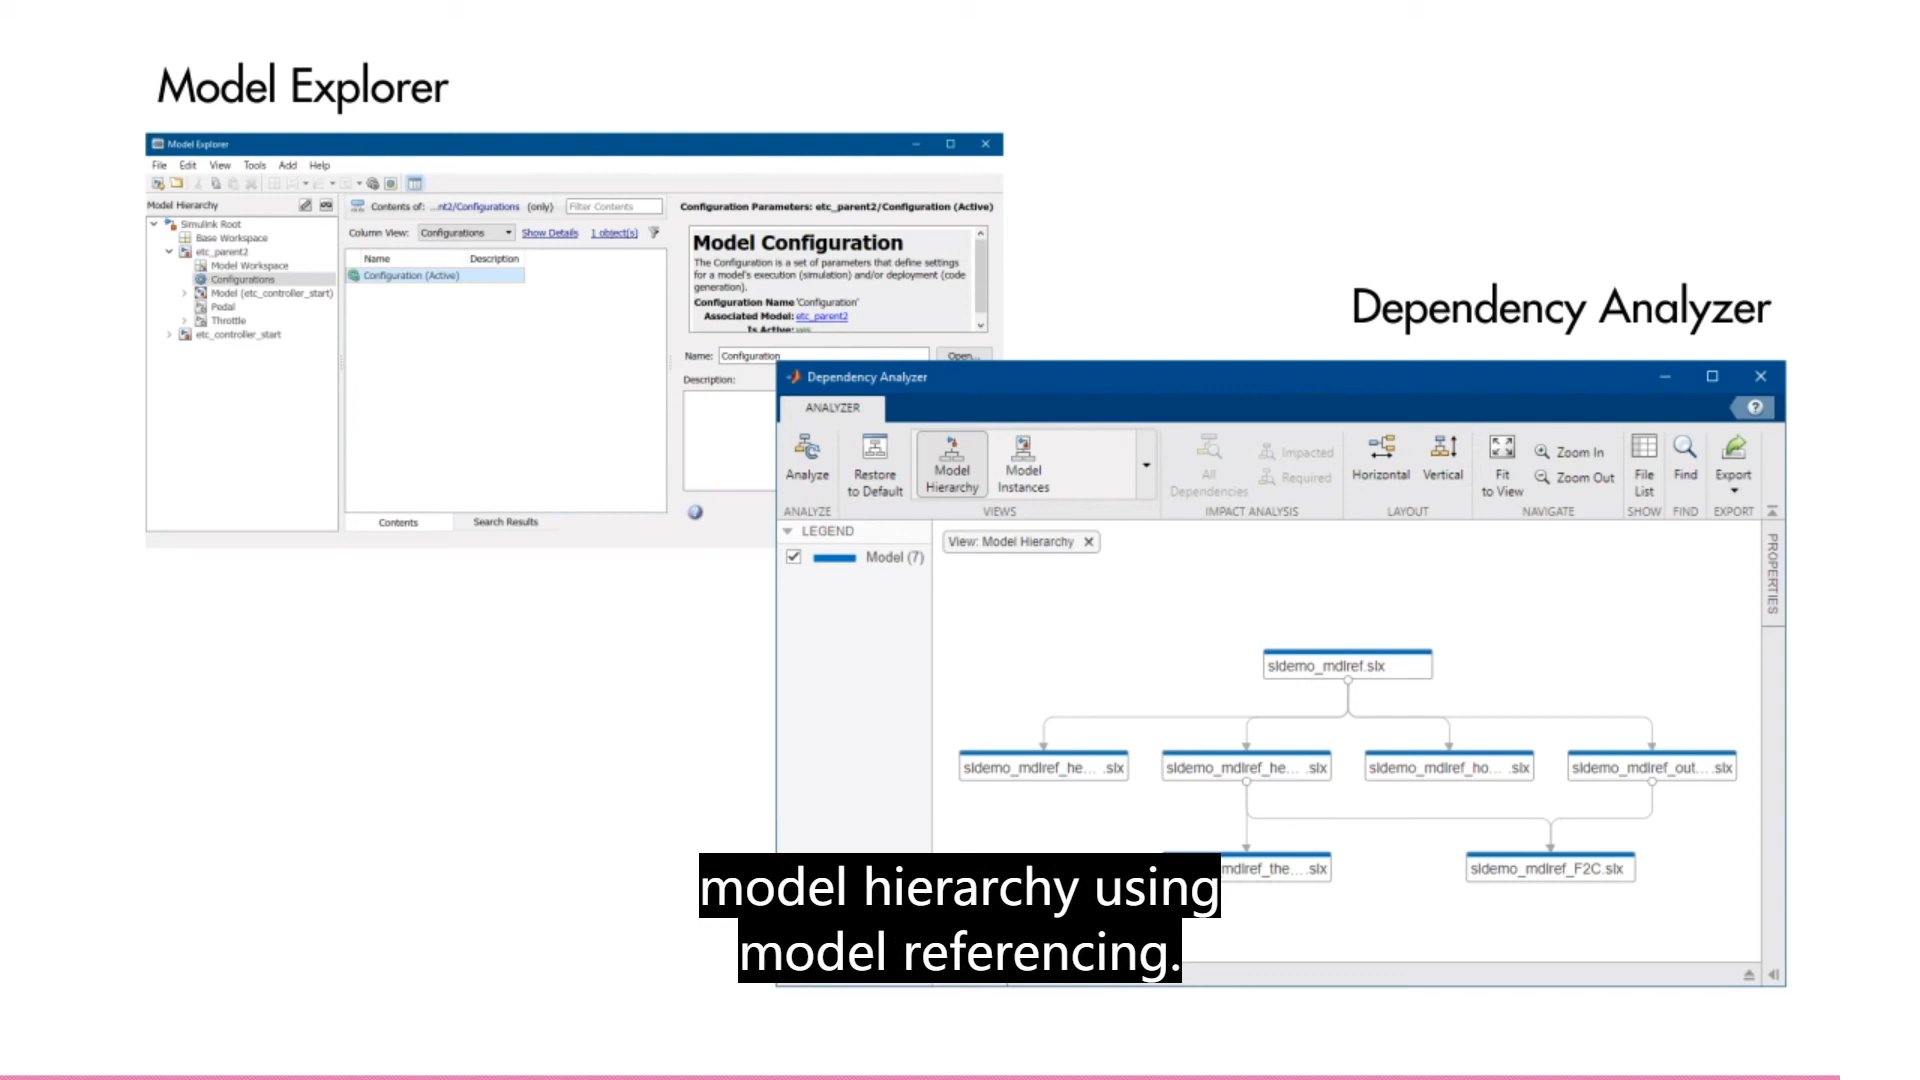 Model Explorer
Model Explorer
File Edit View Tools Add Help
Model Hierarchy
Simulink Root
Base Workspace
etc_parent2
Model Workspace
Configurations
Model (etc_controller_start)
Pedal
Throttle
etc_controller_start
Contents of: ...nt2/Configurations (only) Filter Contents
Column View: Configurations Show Details 1 object(s)
Name Description
Configuration (Active)
Contents Search Results
Configuration Parameters: etc_parent2/Configuration (Active)
Model Configuration
The Configuration is a set of parameters that define settings
for a model's execution (simulation) and/or deployment (code
generation).
Configuration Name 'Configuration'
Associated Model: etc_parent2
Is Active: yes
Name: Configuration Open...
Description:
Dependency Analyzer
Dependency Analyzer
ANALYZER
Analyze
Restore
to Default
Model
Hierarchy
Model
Instances
All
Dependencies
Impacted
Required
Horizontal
Vertical
Fit
to View
Zoom In
Zoom Out
File
List
Find
Export
ANALYZE VIEWS IMPACT ANALYSIS LAYOUT NAVIGATE SHOW FIND EXPORT
LEGEND
Model (7)
View: Model Hierarchy
PROPERTIES
sldemo_mdlref.slx
sldemo_mdlref_he... .slx
sldemo_mdlref_he... .slx
sldemo_mdlref_ho... .slx
sldemo_mdlref_out....slx
mdlref_the....slx
sldemo_mdlref_F2C.slx
model hierarchy using
model referencing.